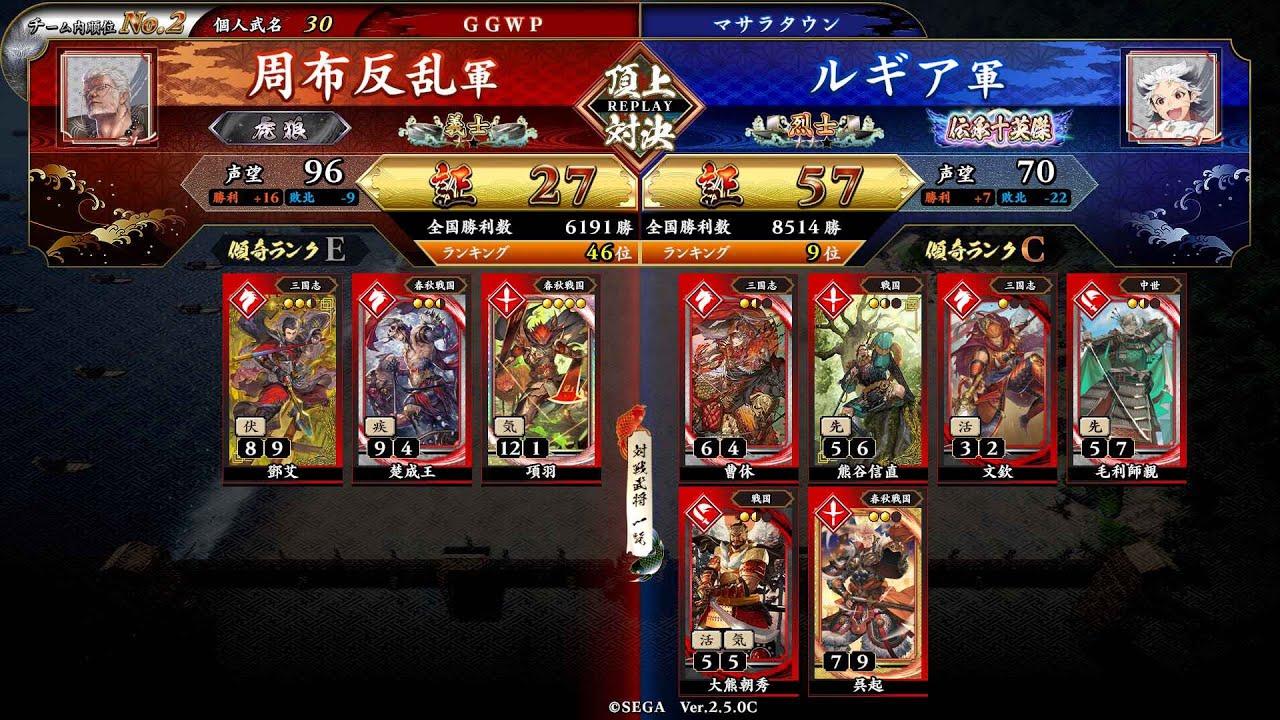 チーム内順位 No.2
個人武名 30
GGWP
マサラタウン
周布反乱軍
頂上
REPLAY
対決
ルギア軍
義士
烈士
伝承十英傑
声望 96
勝利 +16 敗北 -9
証 27
証 57
声望 70
勝利 +7 敗北 -22
全国勝利数 6191勝
全国勝利数 8514勝
ランキング 46位
ランキング 9位
傾奇ランク E
傾奇ランク C
三国志
伏
8 9
鄧艾
春秋戦国
疾
9 4
楚成王
春秋戦国
気
12 1
項羽
三国志
6 4
曹休
戦国
先
5 6
熊谷信直
三国志
活
3 2
文欽
中世
先
5 7
毛利師親
対戦武将一覧
戦国
活 気
5 5
大熊朝秀
春秋戦国
7 9
呉起
©SEGA Ver.2.5.0C